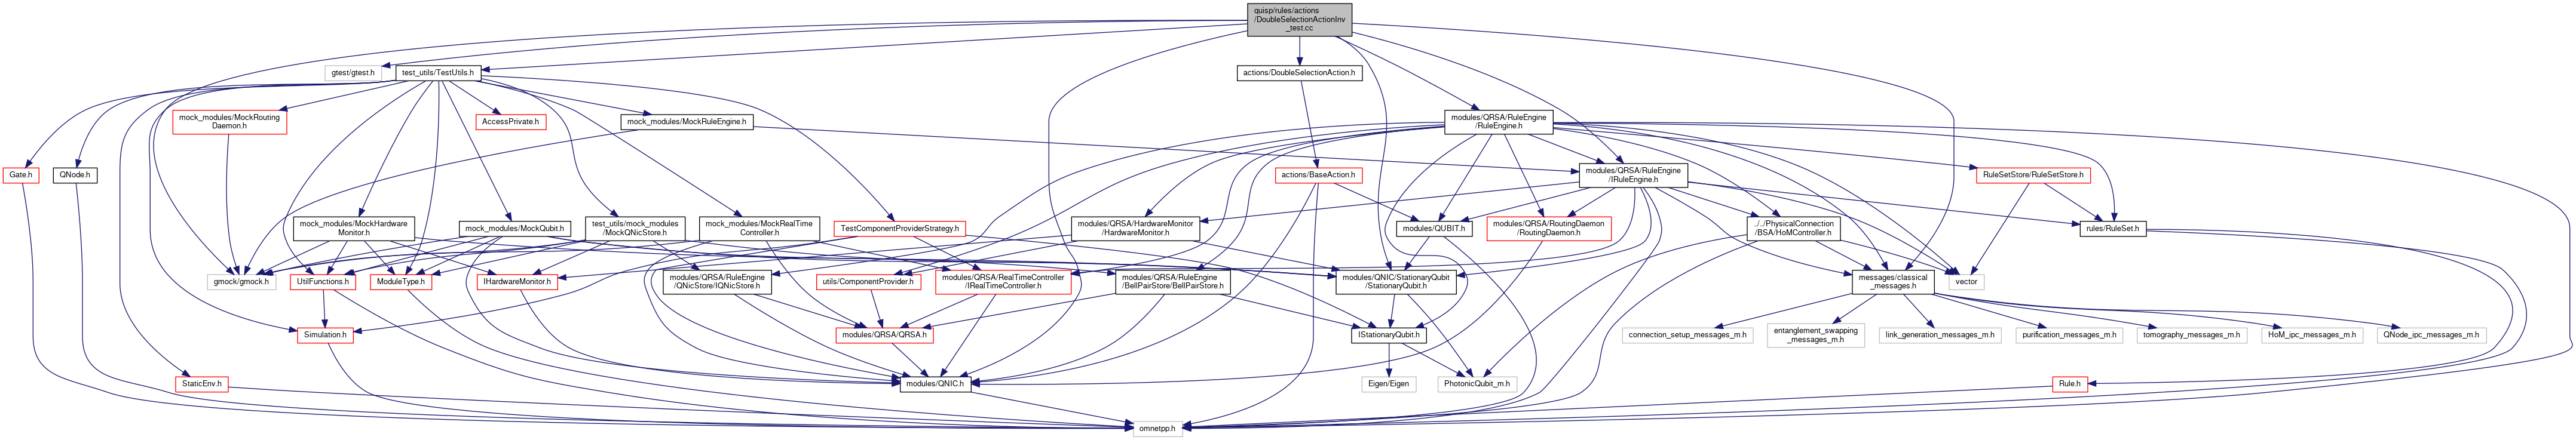 quisp/rules/actions
/DoubleSelectionActionInv
_test.cc
gtest/gtest.h
test_utils/TestUtils.h
actions/DoubleSelectionAction.h
mock_modules/MockRouting
Daemon.h
AccessPrivate.h
mock_modules/MockRuleEngine.h
modules/QRSA/RuleEngine
/RuleEngine.h
Gate.h
QNode.h
actions/BaseAction.h
modules/QRSA/RuleEngine
/IRuleEngine.h
RuleSetStore/RuleSetStore.h
mock_modules/MockHardware
Monitor.h
mock_modules/MockQubit.h
test_utils/mock_modules
/MockQNicStore.h
mock_modules/MockRealTime
Controller.h
TestComponentProviderStrategy.h
modules/QRSA/HardwareMonitor
/HardwareMonitor.h
modules/QUBIT.h
modules/QRSA/RoutingDaemon
/RoutingDaemon.h
././PhysicalConnection
/BSA/HoMController.h
rules/RuleSet.h
gmock/gmock.h
UtilFunctions.h
ModuleType.h
IHardwareMonitor.h
modules/QRSA/RuleEngine
/QNicStore/IQNicStore.h
utils/ComponentProvider.h
modules/QRSA/RealTimeController
/IRealTimeController.h
modules/QRSA/RuleEngine
/BellPairStore/BellPairStore.h
modules/QNIC/StationaryQubit
/StationaryQubit.h
messages/classical
_messages.h
vector
Simulation.h
modules/QRSA/QRSA.h
IStationaryQubit.h
connection_setup_messages_m.h
entanglement_swapping
_messages_m.h
link_generation_messages_m.h
purification_messages_m.h
tomography_messages_m.h
HoM_ipc_messages_m.h
QNode_ipc_messages_m.h
StaticEnv.h
modules/QNIC.h
Eigen/Eigen
PhotonicQubit_m.h
Rule.h
omnetpp.h